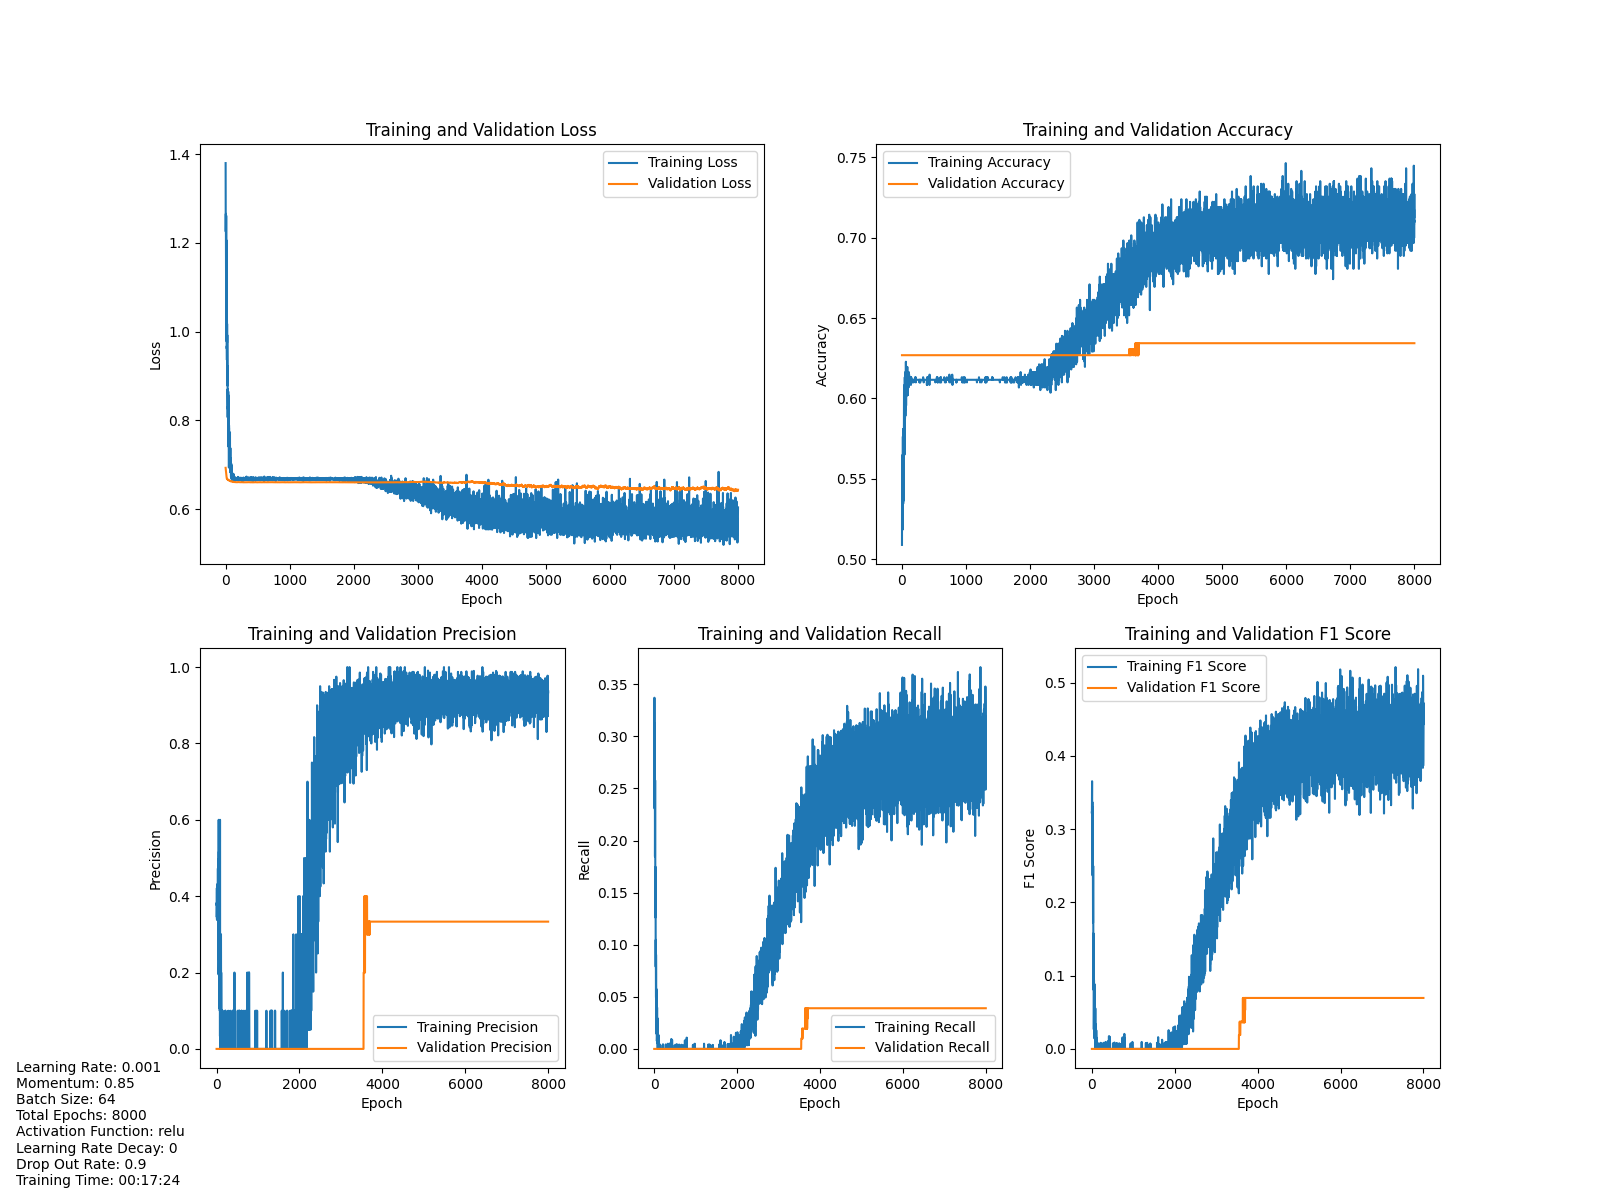 Training and Validation Loss
Training and Validation Accuracy
1.4
1.2
1.0
0.8
0.6
Loss
Training Loss
Validation Loss
0 1000 2000 3000 4000 5000 6000 7000 8000
Epoch
0.75
0.70
0.65
0.60
0.55
0.50
Accuracy
Training Accuracy
Validation Accuracy
0 1000 2000 3000 4000 5000 6000 7000 8000
Epoch
Training and Validation Precision
1.0
0.8
0.6
0.4
0.2
0.0
Precision
Training Precision
Validation Precision
0 2000 4000 6000 8000
Epoch
Training and Validation Recall
0.35
0.30
0.25
0.20
0.15
0.10
0.05
0.00
Recall
Training Recall
Validation Recall
0 2000 4000 6000 8000
Epoch
Training and Validation F1 Score
0.5
0.4
0.3
0.2
0.1
0.0
F1 Score
Training F1 Score
Validation F1 Score
0 2000 4000 6000 8000
Epoch
Learning Rate: 0.001
Momentum: 0.85
Batch Size: 64
Total Epochs: 8000
Activation Function: relu
Learning Rate Decay: 0
Drop Out Rate: 0.9
Training Time: 00:17:24